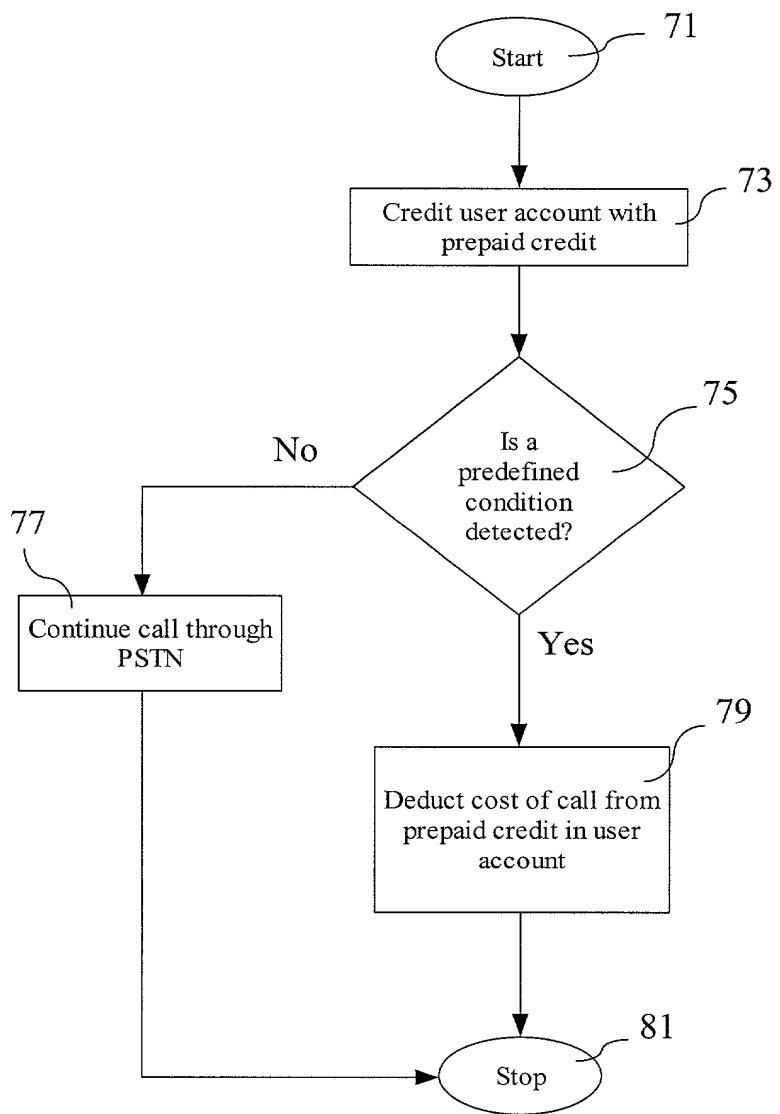 71
Start
73
Credit user account with
prepaid credit
75
Is a
predefined
condition
detected?
No
77
Continue call through
PSTN
Yes
79
Deduct cost of call from
prepaid credit in user
account
81
Stop